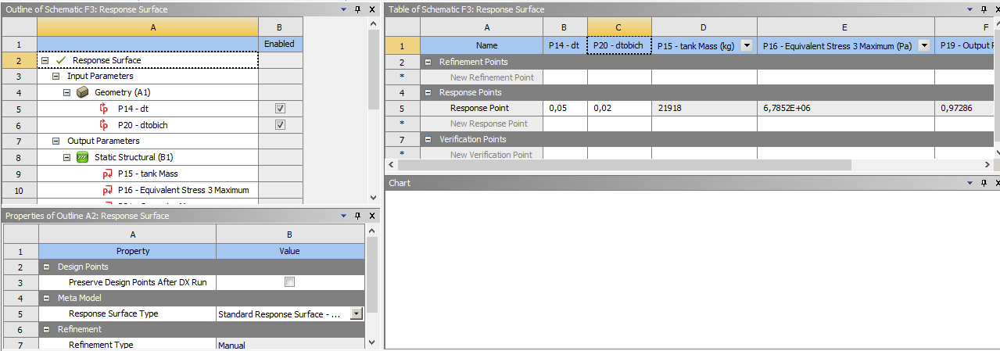 Outline of Schematic F3: Response Surface
A B
1 Enabled
2 Response Surface
3 Input Parameters
4 Geometry (A1)
5 P14 - dt
6 P20 - dtobich
7 Output Parameters
8 Static Structural (B1)
9 P15 - tank Mass
10 P16 - Equivalent Stress 3 Maximum
Properties of Outline A2: Response Surface
A B
1 Property Value
2 Design Points
3 Preserve Design Points After DX Run
4 Meta Model
5 Response Surface Type Standard Response Surface - ...
6 Refinement
7 Refinement Type Manual
Table of Schematic F3: Response Surface
A B C D E F
1 Name P14 - dt P20 - dtobich P15 - tank Mass (kg) P16 - Equivalent Stress 3 Maximum (Pa) P19 - Output
2 Refinement Points
* New Refinement Point
4 Response Points
5 Response Point 0,05 0,02 21918 6,7852E+06 0,97286
* New Response Point
7 Verification Points
* New Verification Point
Chart